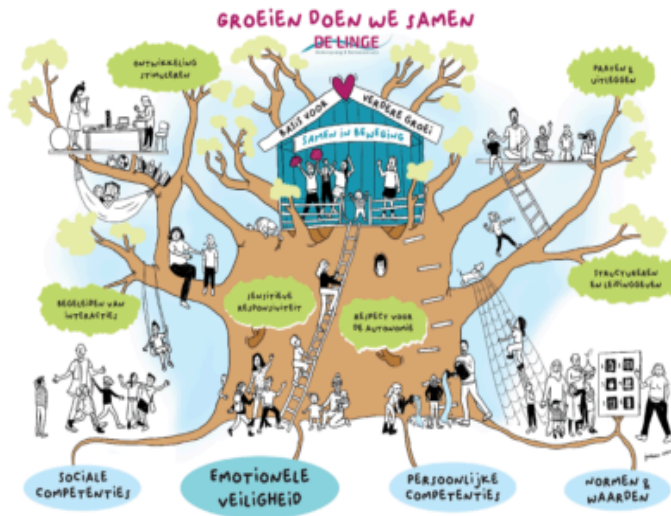 GROEIEN DOEN WE SAMEN
DE LINGE
ONTWIKKELING
STIMULEREN
PRATEN &
UITLEGGEN
BASIS VOOR
VERDERE GROEI
SAMEN IN BEWEGING
BEGELEIDEN VAN
INTERACTIES
SENSITIEVE
RESPONSIVITEIT
RESPECT VOOR
DE AUTONOMIE
STRUCTUREREN
EN LEIDINGGEVEN
SOCIALE
COMPETENTIES
EMOTIONELE
VEILIGHEID
PERSOONLIJKE
COMPETENTIES
NORMEN &
WAARDEN